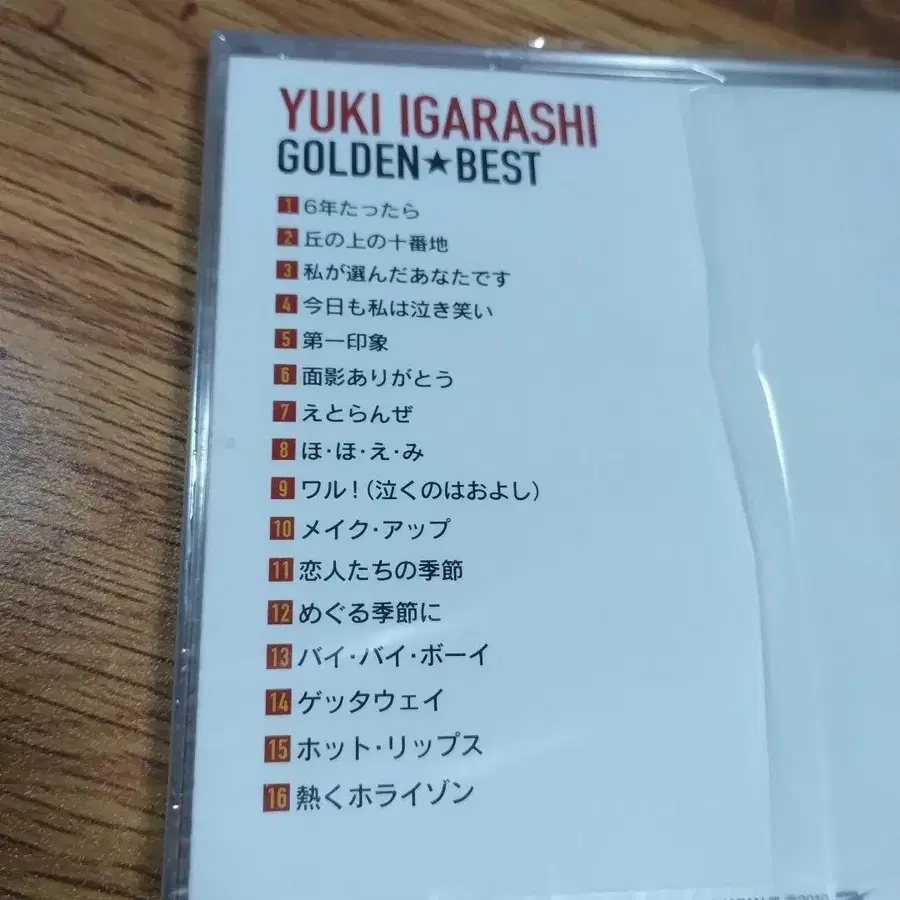 YUKI IGARASHI
GOLDEN★BEST
1 6年たったら
2 丘の上の十番地
3 私が選んだあなたです
4 今日も私は泣き笑い
5 第一印象
6 面影ありがとう
7 えとらんぜ
8 ほ・ほ・え・み
9 ワル!(泣くのはおよし)
10 メイク・アップ
11 恋人たちの季節
12 めぐる季節に
13 バイ・バイ・ボーイ
14 ゲッタウェイ
15 ホット・リップス
16 熱くホライゾン